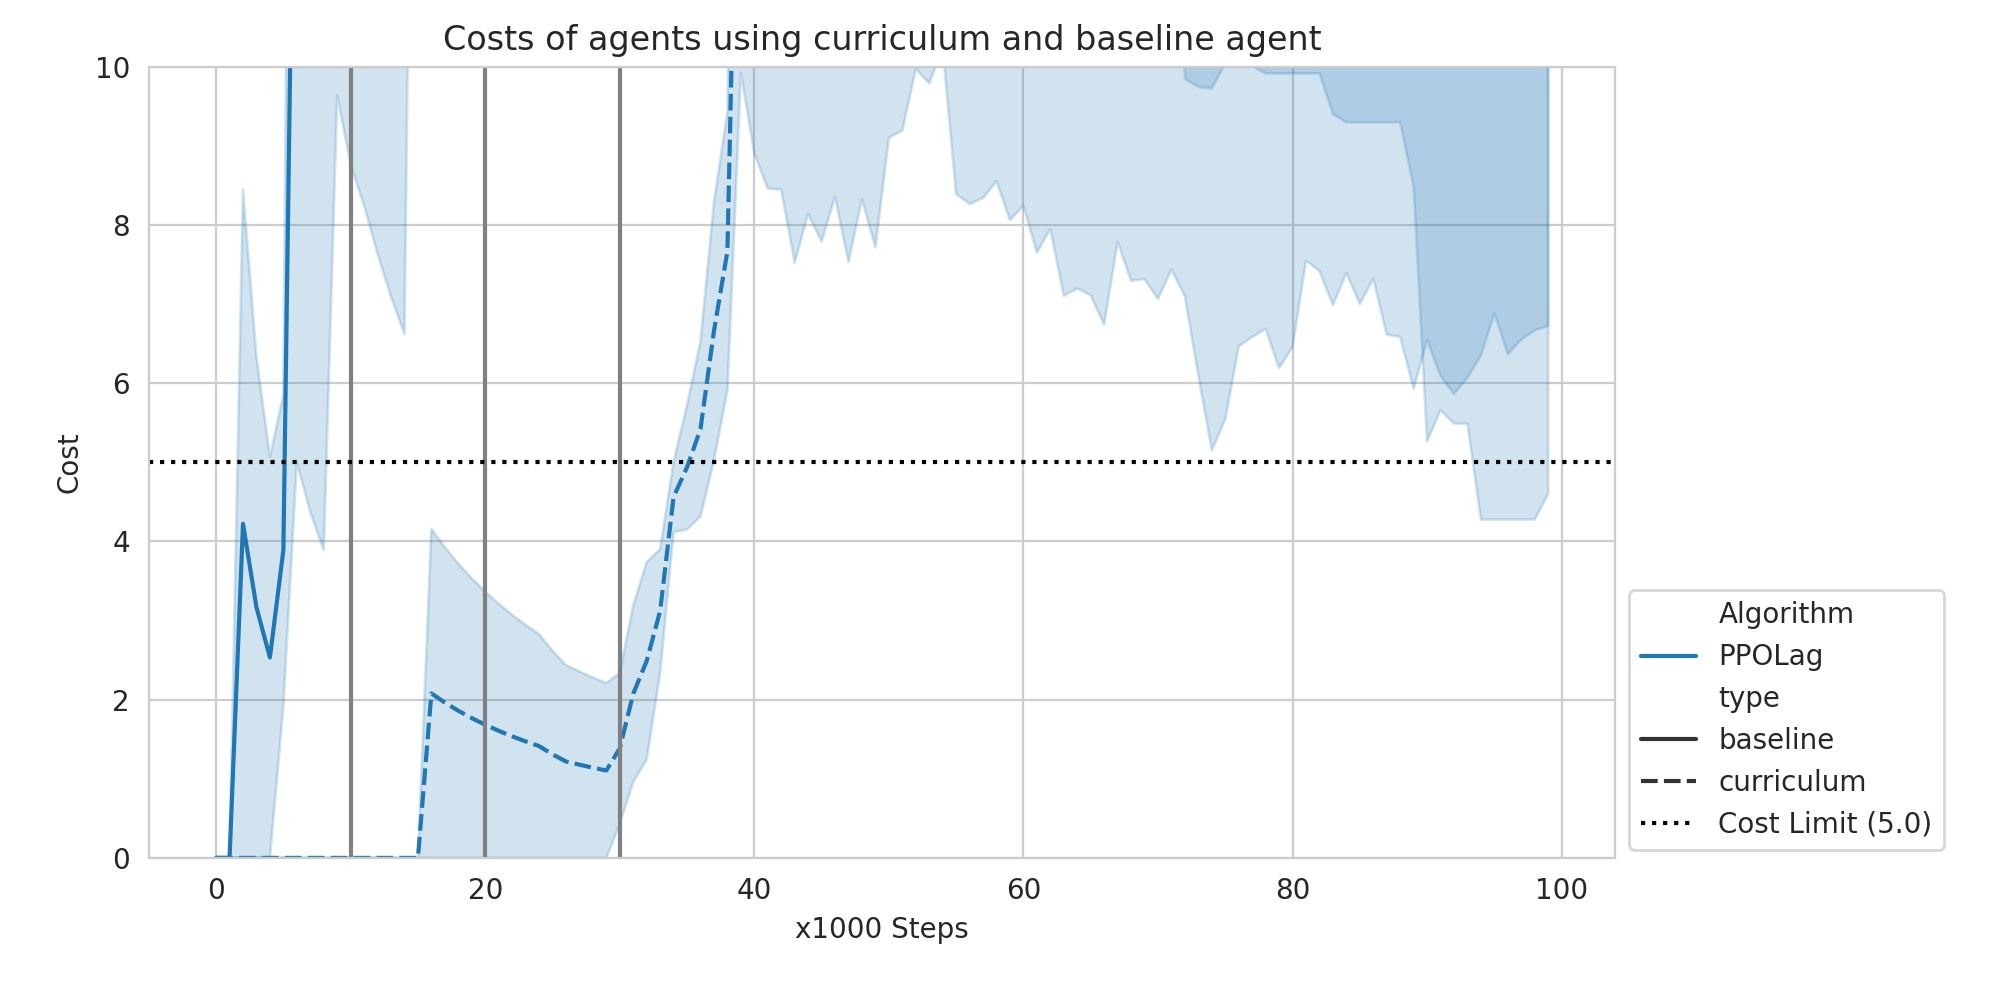 Costs of agents using curriculum and baseline agent
10
8
6
4
2
0
Cost
0 20 40 60 80 100
x1000 Steps
Algorithm
PPOLag
type
baseline
curriculum
Cost Limit (5.0)